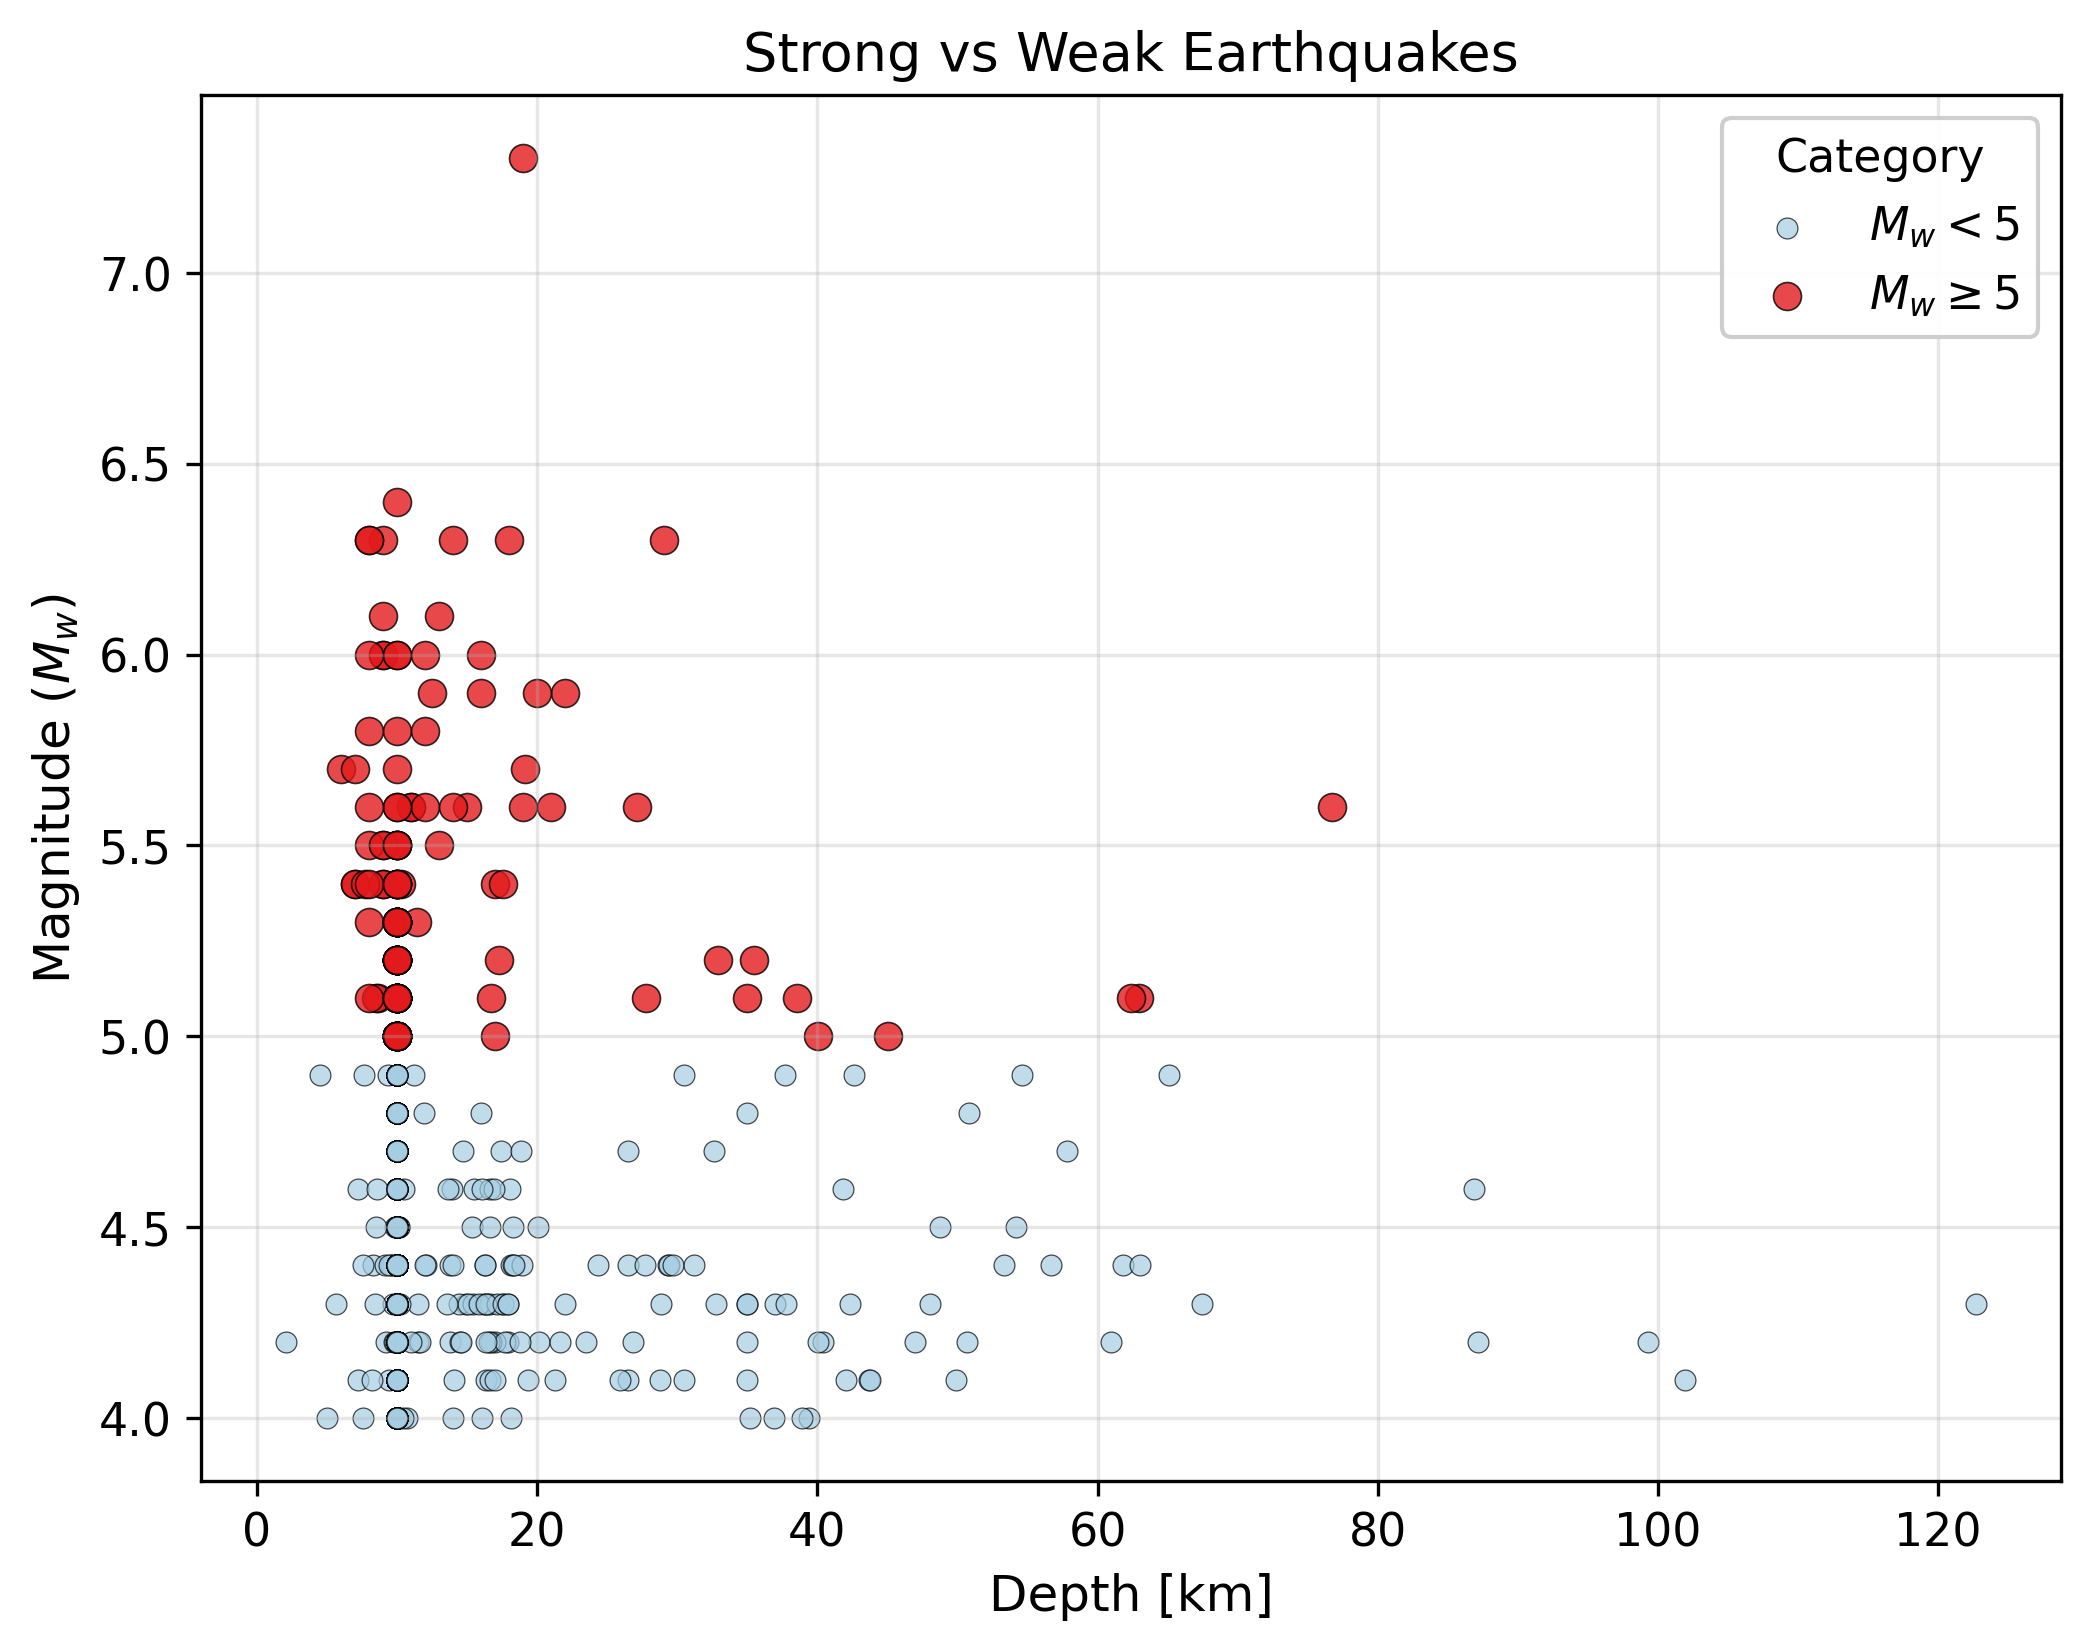 Strong vs Weak Earthquakes
Category
M_w < 5
M_w ≥ 5
Magnitude (M_w)
7.0
6.5
6.0
5.5
5.0
4.5
4.0
0 20 40 60 80 100 120
Depth [km]